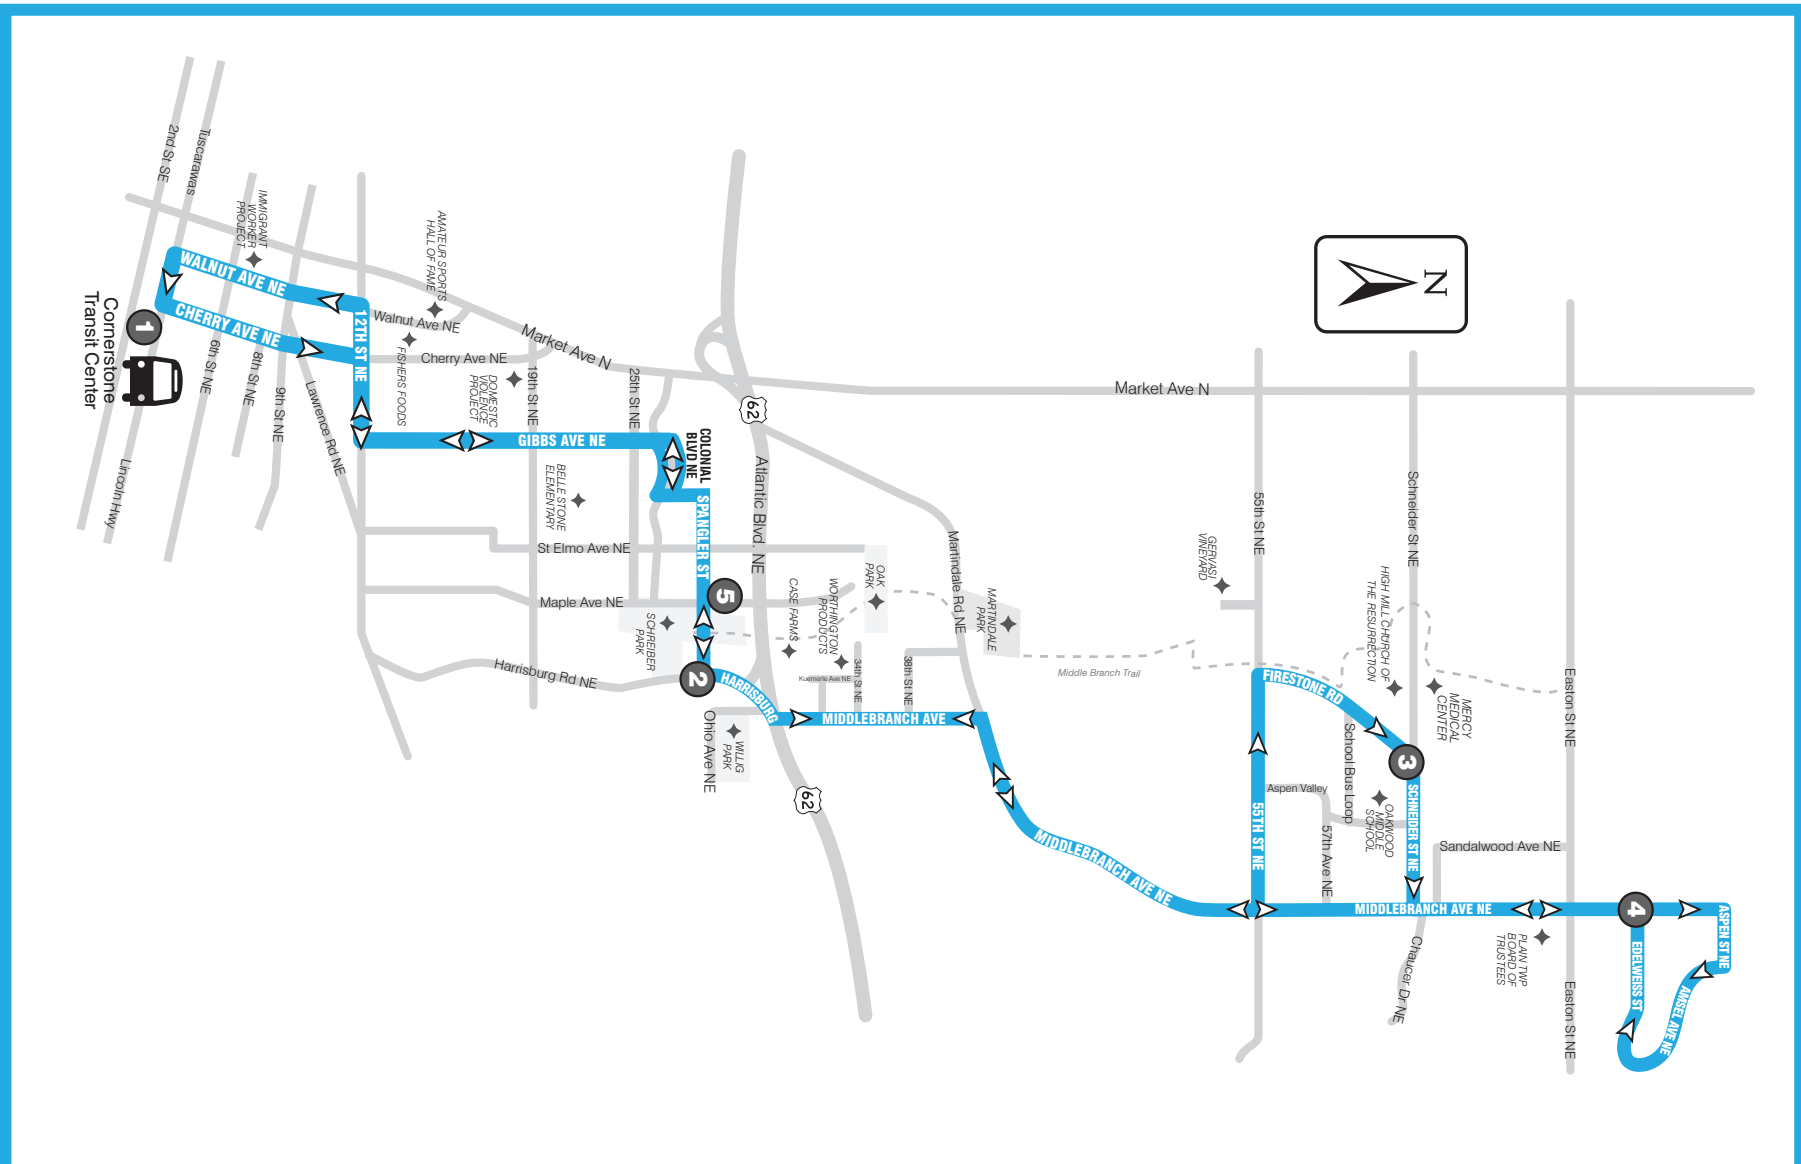 N
2nd St SE
Tuscarawas
IMMIGRANT
WORKER
PROJECT
AMATEUR SPORTS
HALL OF FAME
WALNUT AVE NE
CHERRY AVE NE
12TH ST NE
Walnut Ave NE
Cherry Ave NE
Market Ave N
Market Ave N
1
Cornerstone
Transit Center
Lincoln Hwy
6th St NE
8th St NE
9th St NE
Lawrence Rd NE
FISHERS FOODS
DOMESTIC
VIOLENCE
PROJECT
19th St NE
25th St NE
GIBBS AVE NE
COLONIAL
BLVD NE
BELLE STONE
ELEMENTARY
SPANGLER ST
St Elmo Ave NE
Maple Ave NE
Harrisburg Rd NE
SCHREIBER
PARK
5
2
HARRISBURG
62
Atlantic Blvd. NE
CASE FARMS
WORTHINGTON
PRODUCTS
OAK
PARK
34th St NE
Kuemerle Ave NE
38th St NE
Martindale Rd NE
MARTINDALE
PARK
Middle Branch Trail
MIDDLEBRANCH AVE
Ohio Ave NE
WILLIG
PARK
62
MIDDLEBRANCH AVE NE
GERVASI
VINEYARD
55th St NE
Schneider St NE
HIGH MILL CHURCH OF
THE RESURRECTION
MERCY
MEDICAL
CENTER
FIRESTONE RD
3
School Bus Loop
Aspen Valley
57th Ave NE
OAKWOOD
MIDDLE
SCHOOL
SCHNEIDER ST NE
55TH ST NE
Sandalwood Ave NE
Easton St NE
MIDDLEBRANCH AVE NE
Chaucer Dr NE
PLAIN TWP
BOARD OF
TRUSTEES
Easton St NE
4
EDELWEISS ST
ASPEN ST NE
AMSEL AVE NE